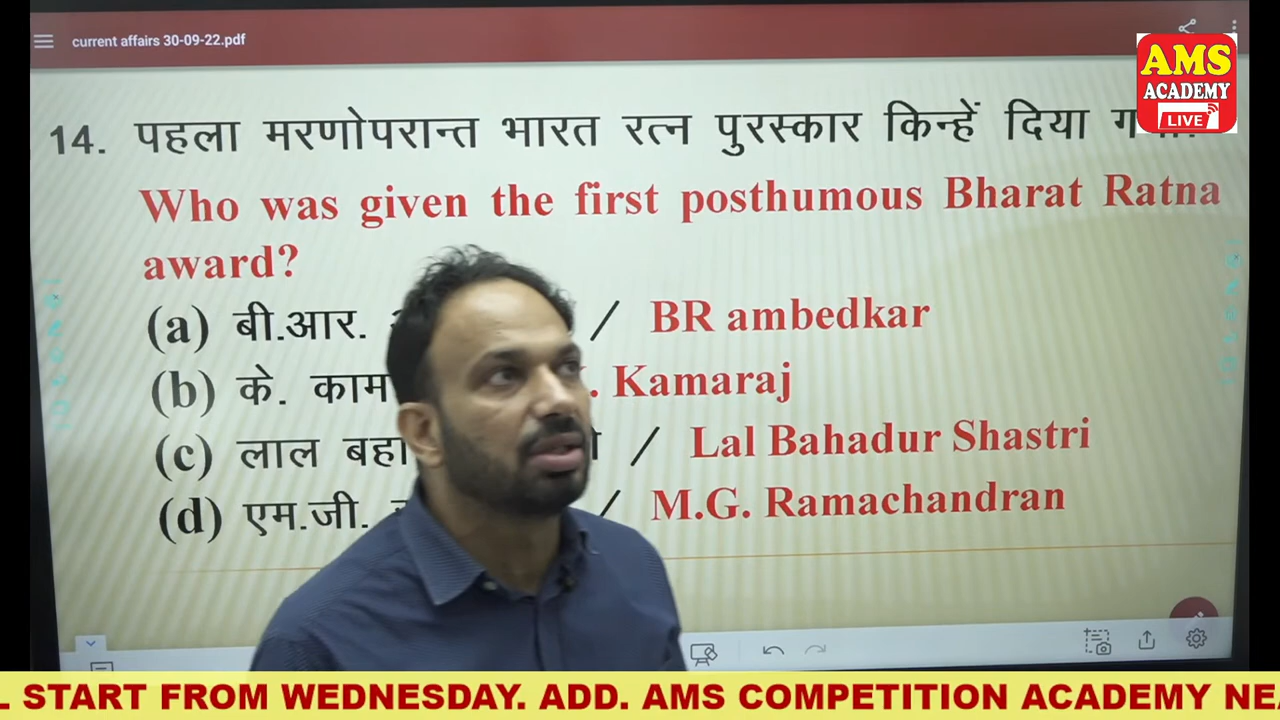 current affairs 30-09-22.pdf
AMS
ACADEMY
LIVE
14. पहला मरणोपरान्त भारत रत्न पुरस्कार किन्हें दिया
Who was given the first posthumous Bharat Ratna
award?
(a) बी.आर. / BR ambedkar
(b) के. Kamaraj
(c) लाल / Lal Bahadur Shastri
(d) एम.जी. / M.G. Ramachandran
START FROM WEDNESDAY. ADD. AMS COMPETITION ACADEMY